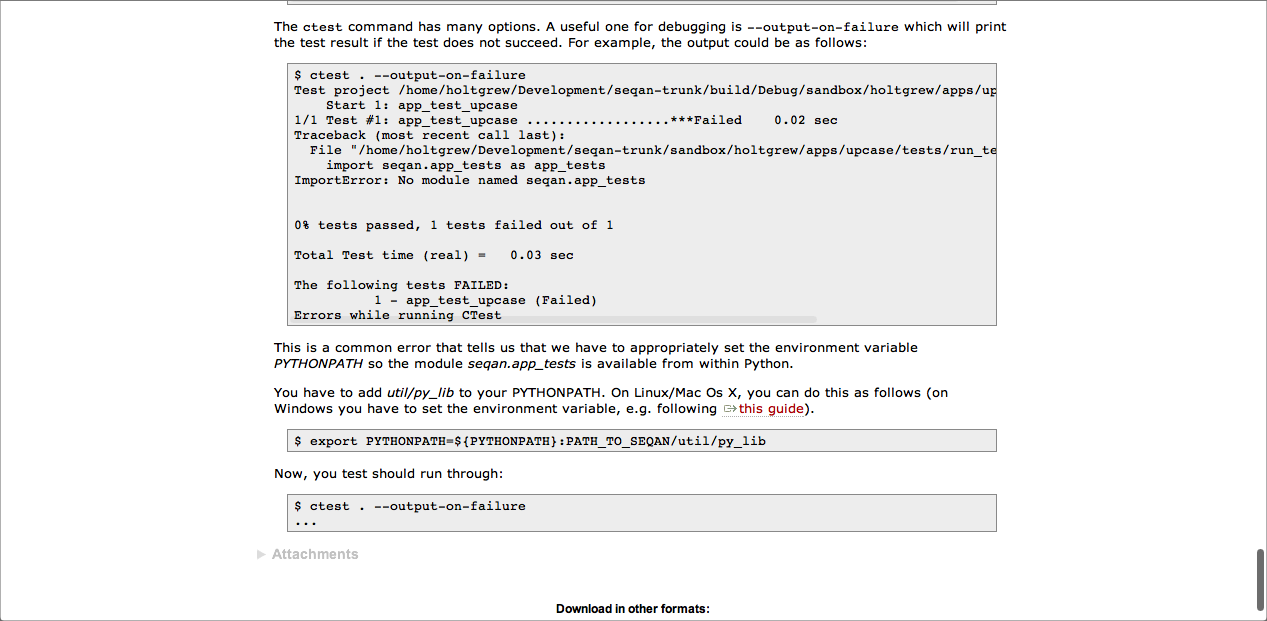 The ctest command has many options. A useful one for debugging is --output-on-failure which will print
the test result if the test does not succeed. For example, the output could be as follows:
$ ctest . --output-on-failure
Test project /home/holtgrew/Development/seqan-trunk/build/Debug/sandbox/holtgrew/apps/up
    Start 1: app_test_upcase
1/1 Test #1: app_test_upcase ..................***Failed    0.02 sec
Traceback (most recent call last):
  File "/home/holtgrew/Development/seqan-trunk/sandbox/holtgrew/apps/upcase/tests/run_te
    import seqan.app_tests as app_tests
ImportError: No module named seqan.app_tests
0% tests passed, 1 tests failed out of 1
Total Test time (real) =   0.03 sec
The following tests FAILED:
          1 - app_test_upcase (Failed)
Errors while running CTest
This is a common error that tells us that we have to appropriately set the environment variable
PYTHONPATH so the module seqan.app_tests is available from within Python.
You have to add util/py_lib to your PYTHONPATH. On Linux/Mac Os X, you can do this as follows (on
Windows you have to set the environment variable, e.g. following this guide).
$ export PYTHONPATH=${PYTHONPATH}:PATH_TO_SEQAN/util/py_lib
Now, you test should run through:
$ ctest . --output-on-failure
...
Attachments
Download in other formats: